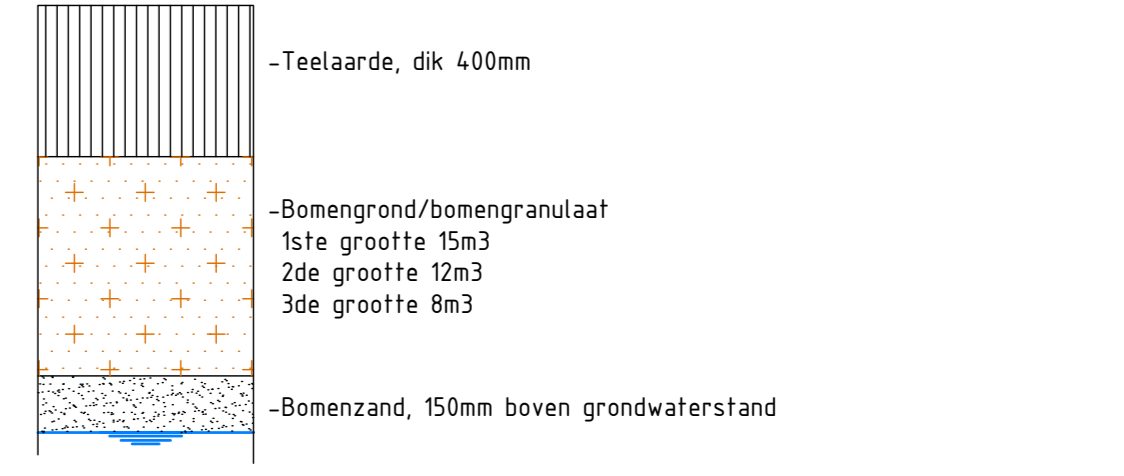 -Teelaarde, dik 400mm
-Bomengrond/bomengranulaat
1ste grootte 15m3
2de grootte 12m3
3de grootte 8m3
-Bomenzand, 150mm boven grondwaterstand